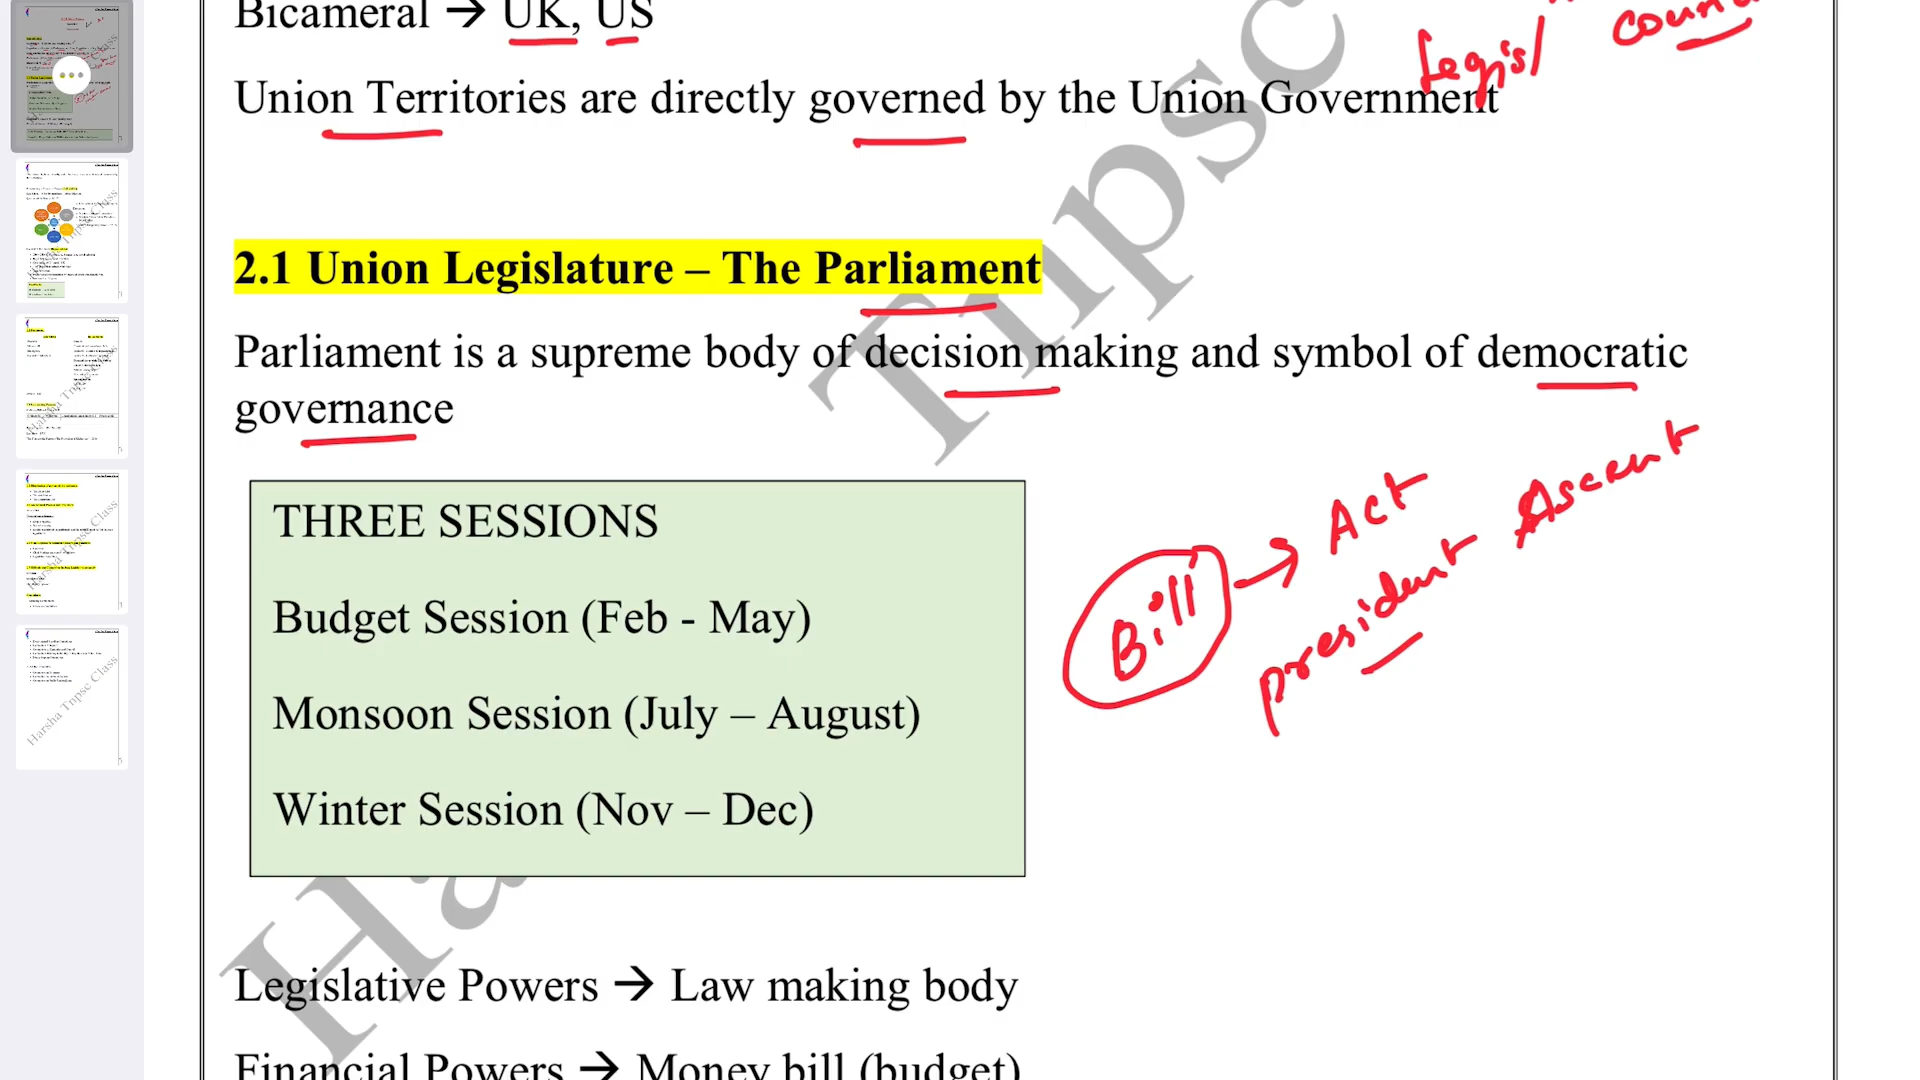 Bicameral → UK, US
Legisl
Union Territories are directly governed by the Union Government
2.1 Union Legislature – The Parliament
Parliament is a supreme body of decision making and symbol of democratic
governance
THREE SESSIONS
Budget Session (Feb - May)
Monsoon Session (July – August)
Winter Session (Nov – Dec)
Bill → Act
president Ascent
Legislative Powers → Law making body
Financial Powers → Money bill (budget)
Tnpsc
Ha